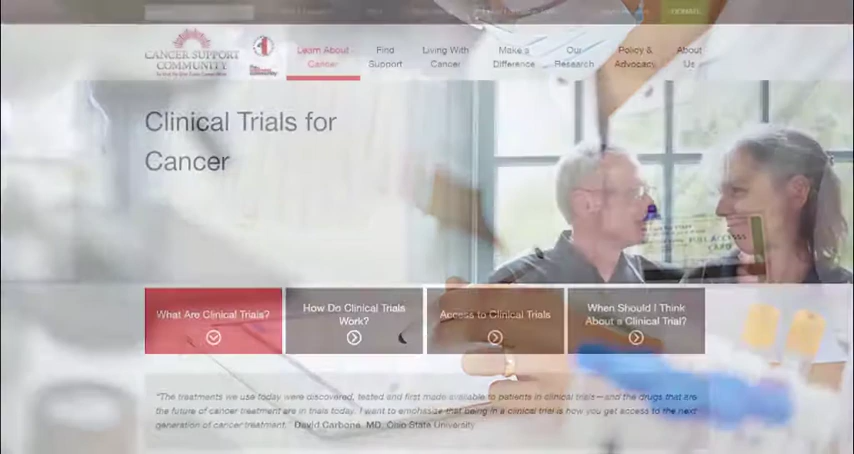 DONATE
CANCER SUPPORT
COMMUNITY
Learn About
Cancer
Find
Support
Living With
Cancer
Make a
Difference
Our
Research
Policy &
Advocacy
About
Us
Clinical Trials for
Cancer
FULL ACCESS
CARD
What Are Clinical Trials?
How Do Clinical Trials
Work?
Access to Clinical Trials
When Should I Think
About a Clinical Trial?
"The treatments we use today were discovered, tested and first made available to patients in clinical trials—and the drugs that are
the future of cancer treatment are in trials today. I want to emphasize that being in a clinical trial is how you get access to the next
generation of cancer treatment." David Carbone, MD, Ohio State University